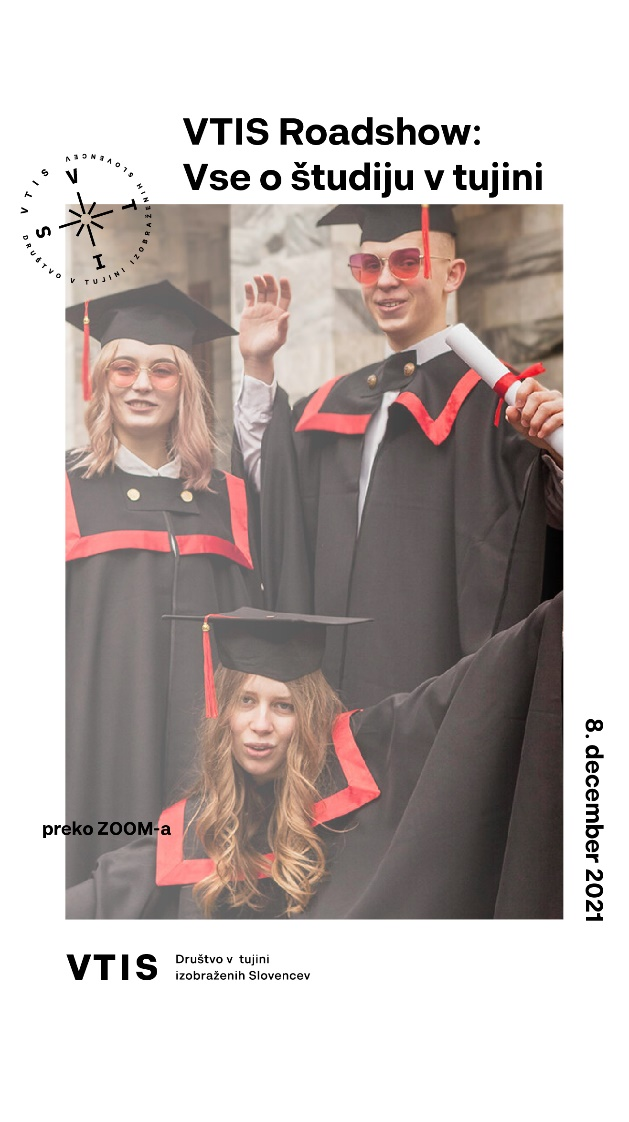 VTIS Roadshow:
Vse o študiju v tujini
VTIS
DRUŠTVO V TUJINI IZOBRAŽENIH SLOVENCEV
V
T
I
S
8. december 2021
preko ZOOM-a
VTIS
Društvo v tujini
izobraženih Slovencev